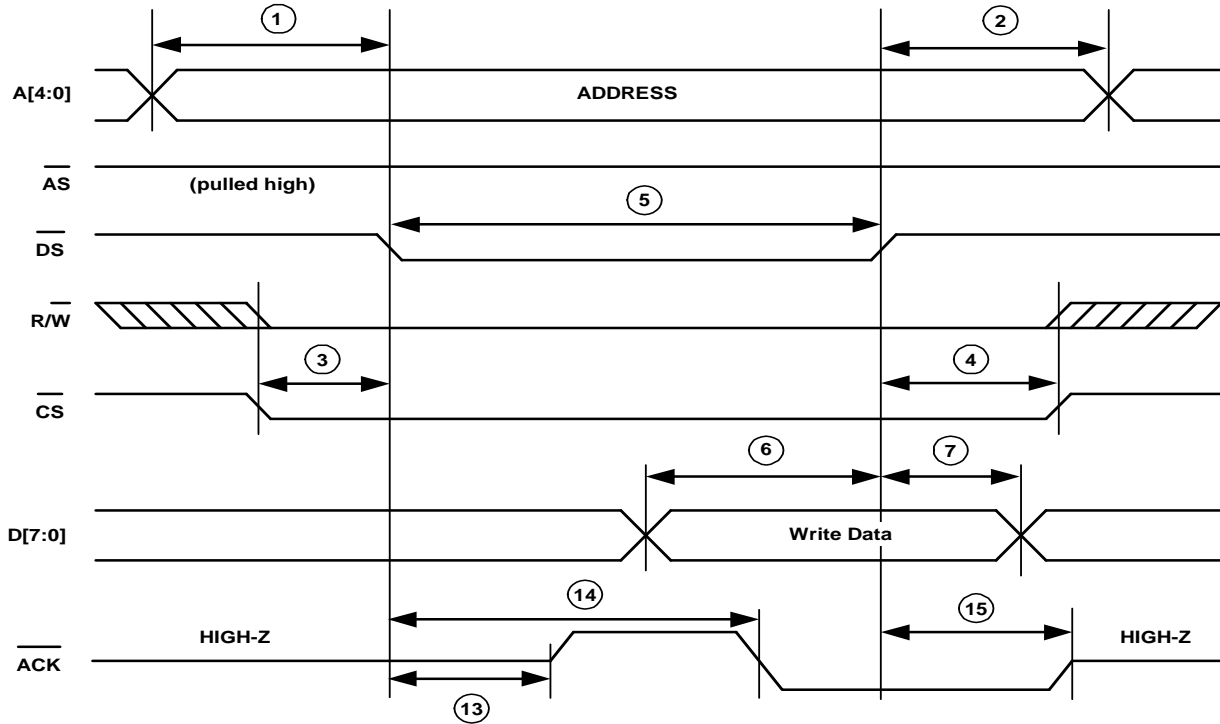 1
2
A[4:0]
ADDRESS
AS
(pulled high)
5
DS
R/W
3
4
CS
6
7
D[7:0]
Write Data
14
15
HIGH-Z
HIGH-Z
ACK
13